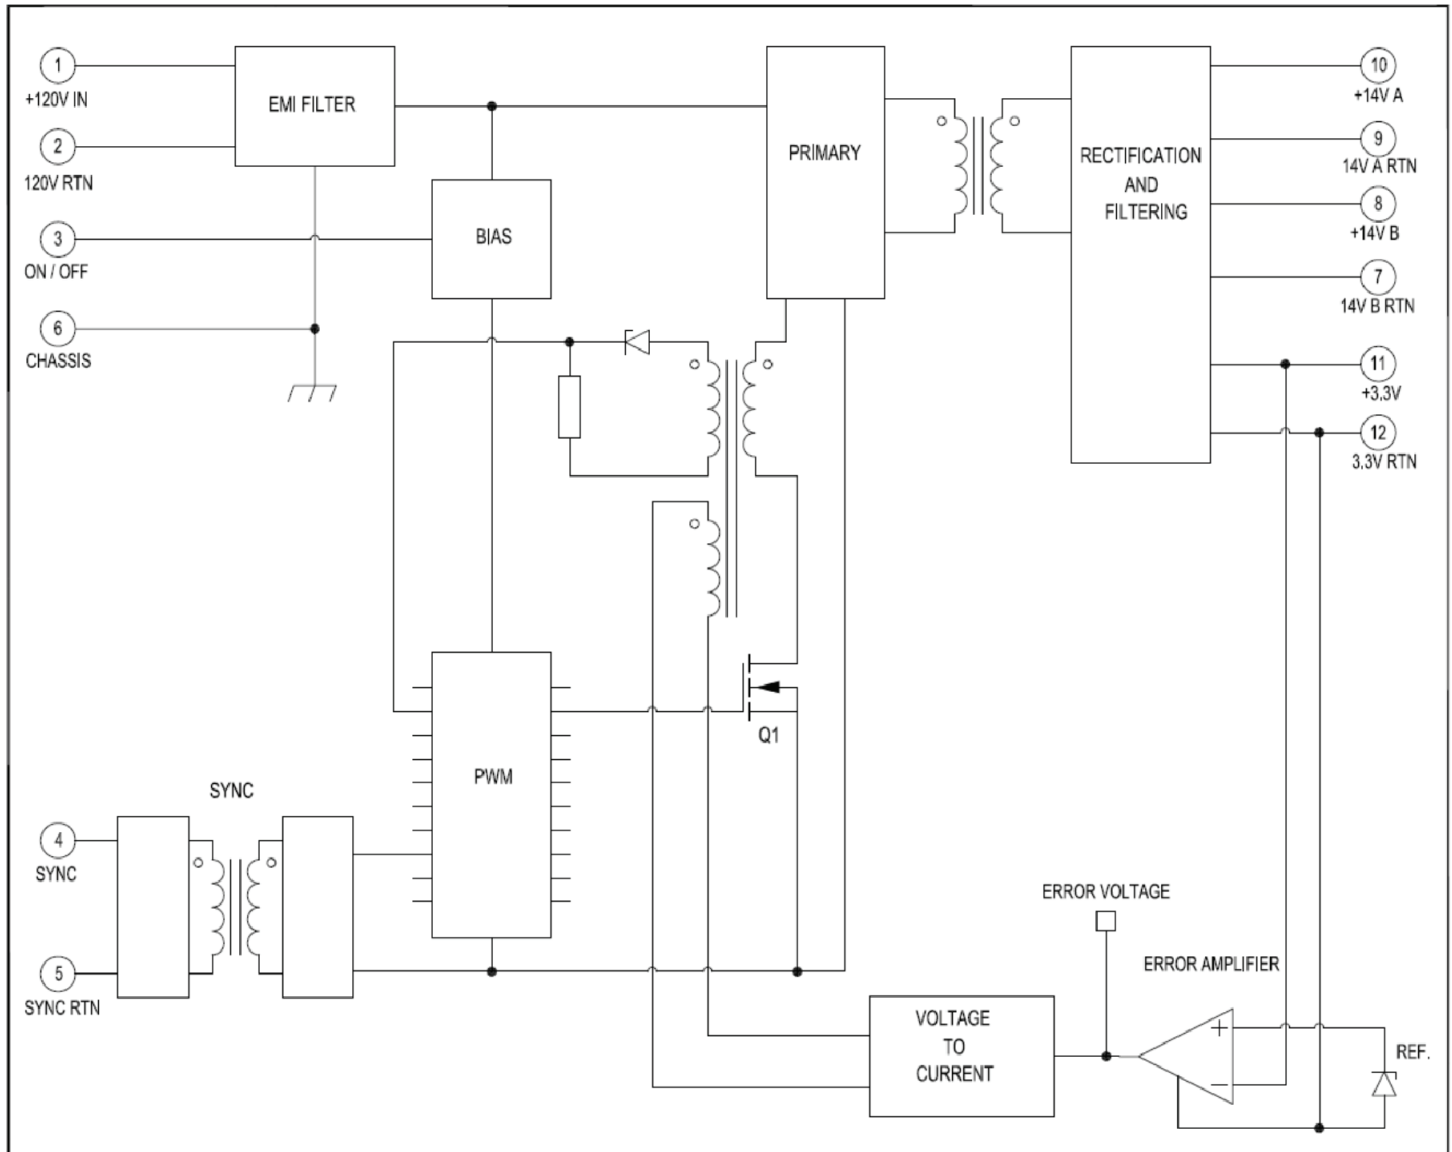 1
+120V IN
EMI FILTER
2
120V RTN
3
ON / OFF
BIAS
6
CHASSIS
PRIMARY
RECTIFICATION
AND
FILTERING
10
+14V A
9
14V A RTN
8
+14V B
7
14V B RTN
11
+3.3V
12
3.3V RTN
Q1
PWM
SYNC
4
SYNC
5
SYNC RTN
ERROR VOLTAGE
ERROR AMPLIFIER
VOLTAGE
TO
CURRENT
+
−
REF.